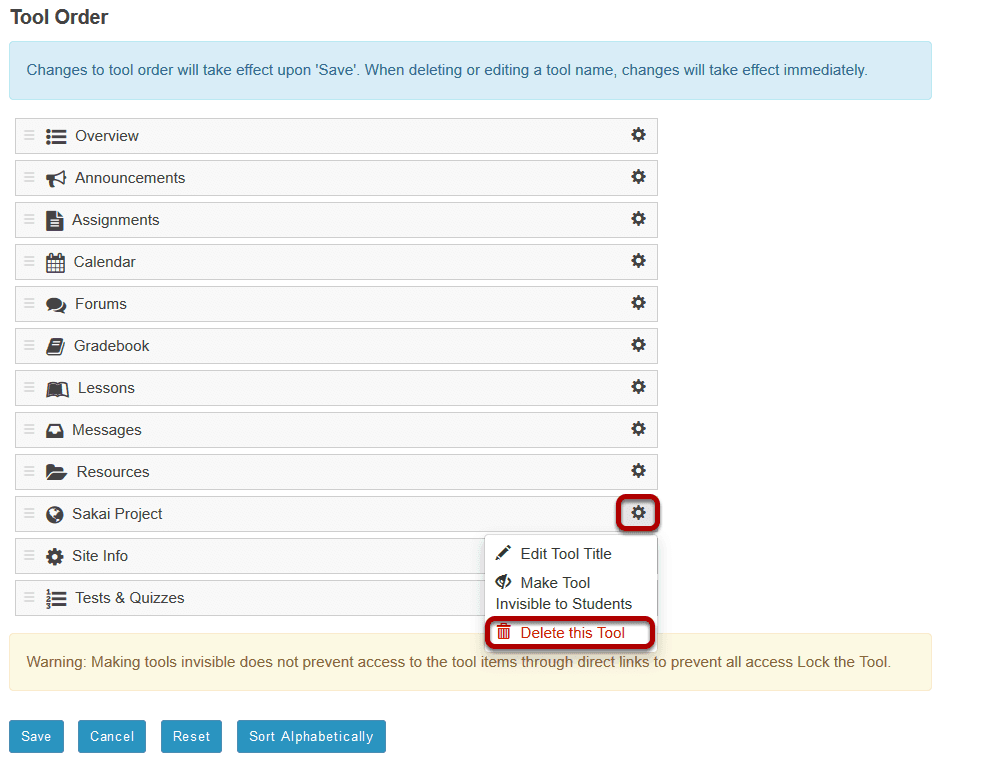 Tool Order
Changes to tool order will take effect upon 'Save'. When deleting or editing a tool name, changes will take effect immediately.
Overview
Announcements
Assignments
Calendar
Forums
Gradebook
Lessons
Messages
Resources
Sakai Project
Site Info
Tests & Quizzes
Edit Tool Title
Make Tool
Invisible to Students
Delete this Tool
Warning: Making tools invisible does not prevent access to the tool items through direct links to prevent all access Lock the Tool.
Save Cancel Reset Sort Alphabetically